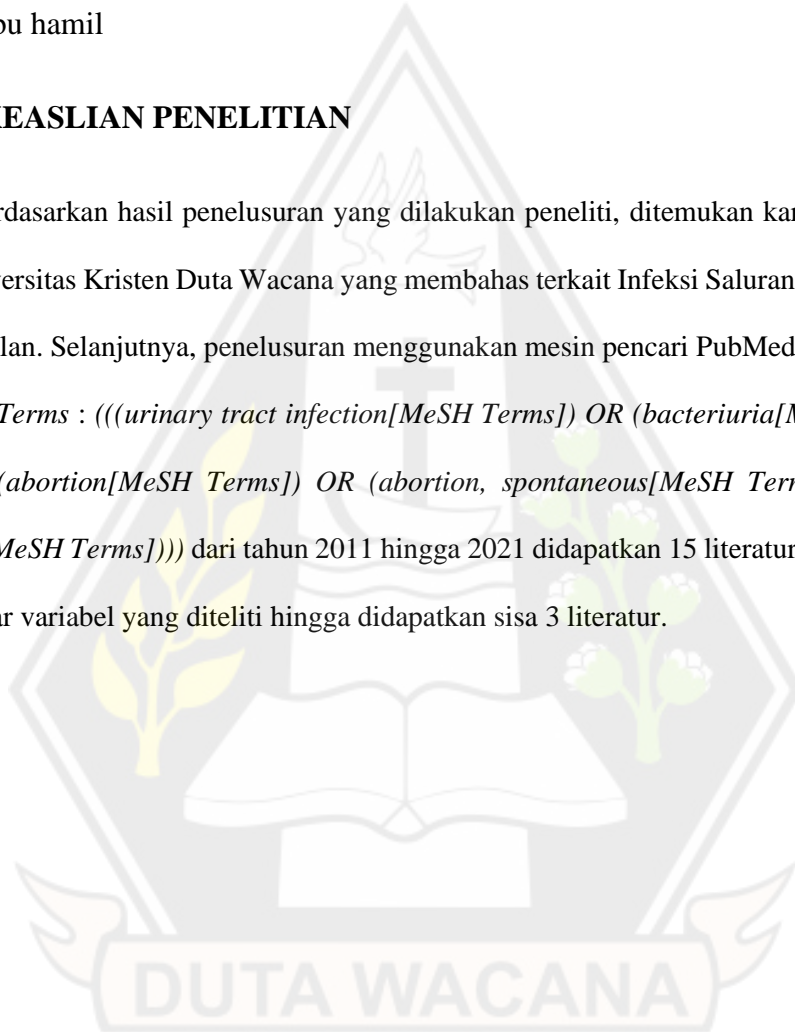 bu hamil
KEASLIAN PENELITIAN
rdasarkan hasil penelusuran yang dilakukan peneliti, ditemukan kar
versitas Kristen Duta Wacana yang membahas terkait Infeksi Saluran
lan. Selanjutnya, penelusuran menggunakan mesin pencari PubMed
Terms : (((urinary tract infection[MeSH Terms]) OR (bacteriuria[M
(abortion[MeSH Terms]) OR (abortion, spontaneous[MeSH Term
MeSH Terms]))) dari tahun 2011 hingga 2021 didapatkan 15 literatur
ar variabel yang diteliti hingga didapatkan sisa 3 literatur.
DUTA WACANA